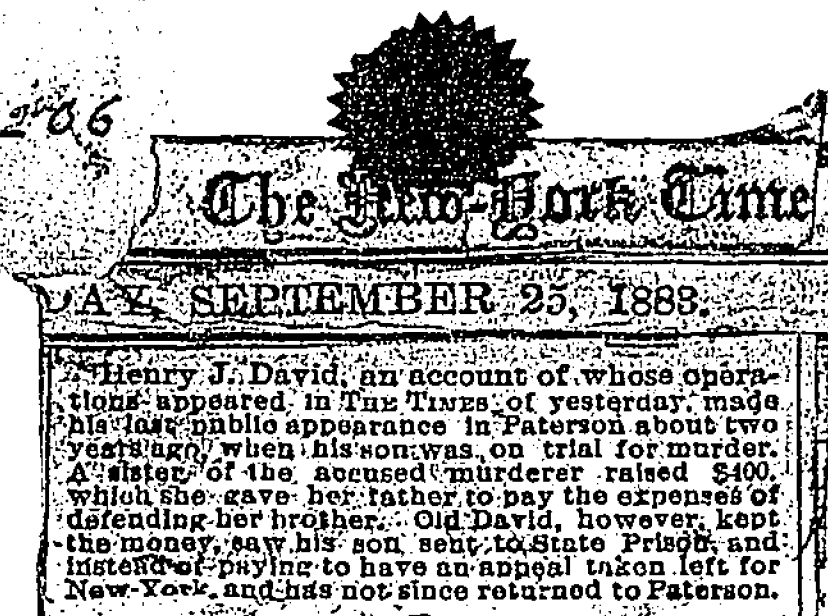 06
The New-York Time
DAY, SEPTEMBER 25, 1883.
Henry J. David, an account of whose opera-
tions appeared in THE TIMES of yesterday, made
his last public appearance in Paterson about two
years ago, when his son was on trial for murder.
A sister of the accused murderer raised $400,
which she gave her father to pay the expenses of
defending her brother. Old David, however, kept
the money, saw his son sent to State Prison, and
instead of paying to have an appeal taken left for
New-York, and has not since returned to Paterson.